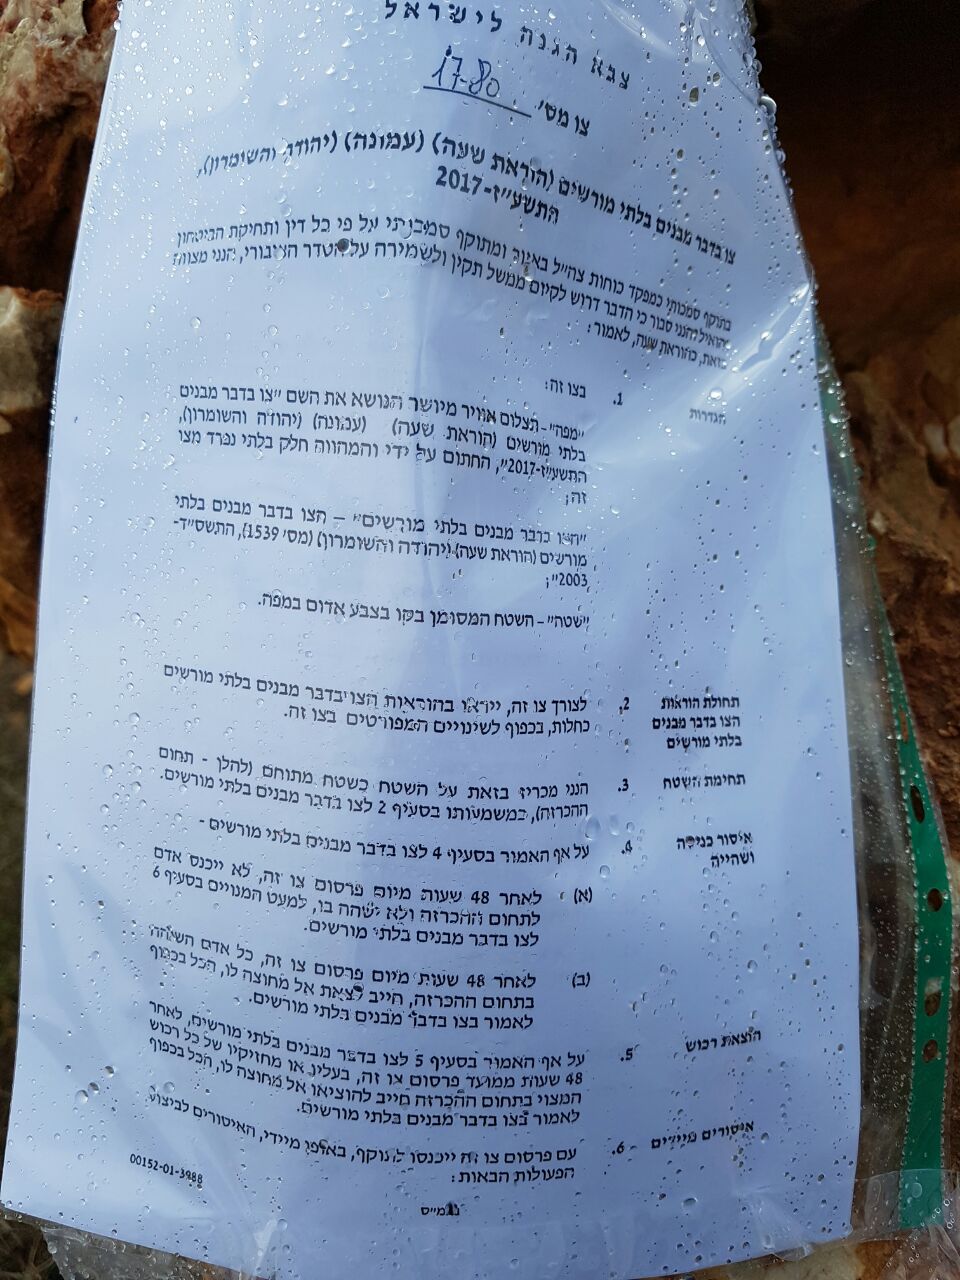 צבא הגנה לישראל
צו מס' 17-80
צו בדבר מבנים בלתי מורשים (הוראת שעה) (עמונה) (יהודה והשומרון),
התשע"ז-2017
בתוקף סמכותי כמפקד כוחות צה"ל באזור ומתוקף סמכותי על פי כל דין ותחיקת הביטחון
והואיל והנני סבור כי הדבר דרוש לקיום ממשל תקין ולשמירה על הסדר הציבורי, הנני מצווה
בזאת, כהוראת שעה, לאמור:
הגדרות 1. בצו זה:
"מפה" - תצלום אוויר מיושר הנושא את השם "צו בדבר מבנים
בלתי מורשים (הוראת שעה) (עמונה) (יהודה והשומרון),
התשע"ז-2017", החתום על ידי והמהווה חלק בלתי נפרד מצו
זה;
"הצו בדבר מבנים בלתי מורשים" – הצו בדבר מבנים בלתי
מורשים (הוראת שעה) (יהודה והשומרון) (מס' 1539), התשס"ד-
2003";
"שטח" - השטח המסומן בקו בצבע אדום במפה.
תחולת הוראות
הצו בדבר מבנים
בלתי מורשים
2. לצורך צו זה, ייראו בהוראות הצו בדבר מבנים בלתי מורשים
כחלות, בכפוף לשינויים המפורטים בצו זה.
תחימת השטח 3. הנני מכריז בזאת על השטח כשטח מתוחם (להלן - תחום
ההכרזה), כמשמעותו בסעיף 2 לצו בדבר מבנים בלתי מורשים.
איסור כניסה
ושהייה
4. על אף האמור בסעיף 4 לצו בדבר מבנים בלתי מורשים -
(א) לאחר 48 שעות מיום פרסום צו זה, לא ייכנס אדם
לתחום ההכרזה ולא ישהה בו, למעט המנויים בסעיף 6
לצו בדבר מבנים בלתי מורשים.
(ב) לאחר 48 שעות מיום פרסום צו זה, כל אדם השוהה
בתחום ההכרזה, חייב לצאת אל מחוצה לו, הכל בכפוף
לאמור בצו בדבר מבנים בלתי מורשים.
הוצאת רכוש 5. על אף האמור בסעיף 5 לצו בדבר מבנים בלתי מורשים, לאחר
48 שעות ממועד פרסום צו זה, בעליו או מחזיקיו של כל רכוש
המצוי בתחום ההכרזה חייב להוציאו אל מחוצה לו, הכל בכפוף
לאמור בצו בדבר מבנים בלתי מורשים.
איסורים מיידיים 6. עם פרסום צו זה ייכנסו לתוקף, באופן מיידי, האיסורים לביצוע
הפעולות הבאות:
00152-01-3988